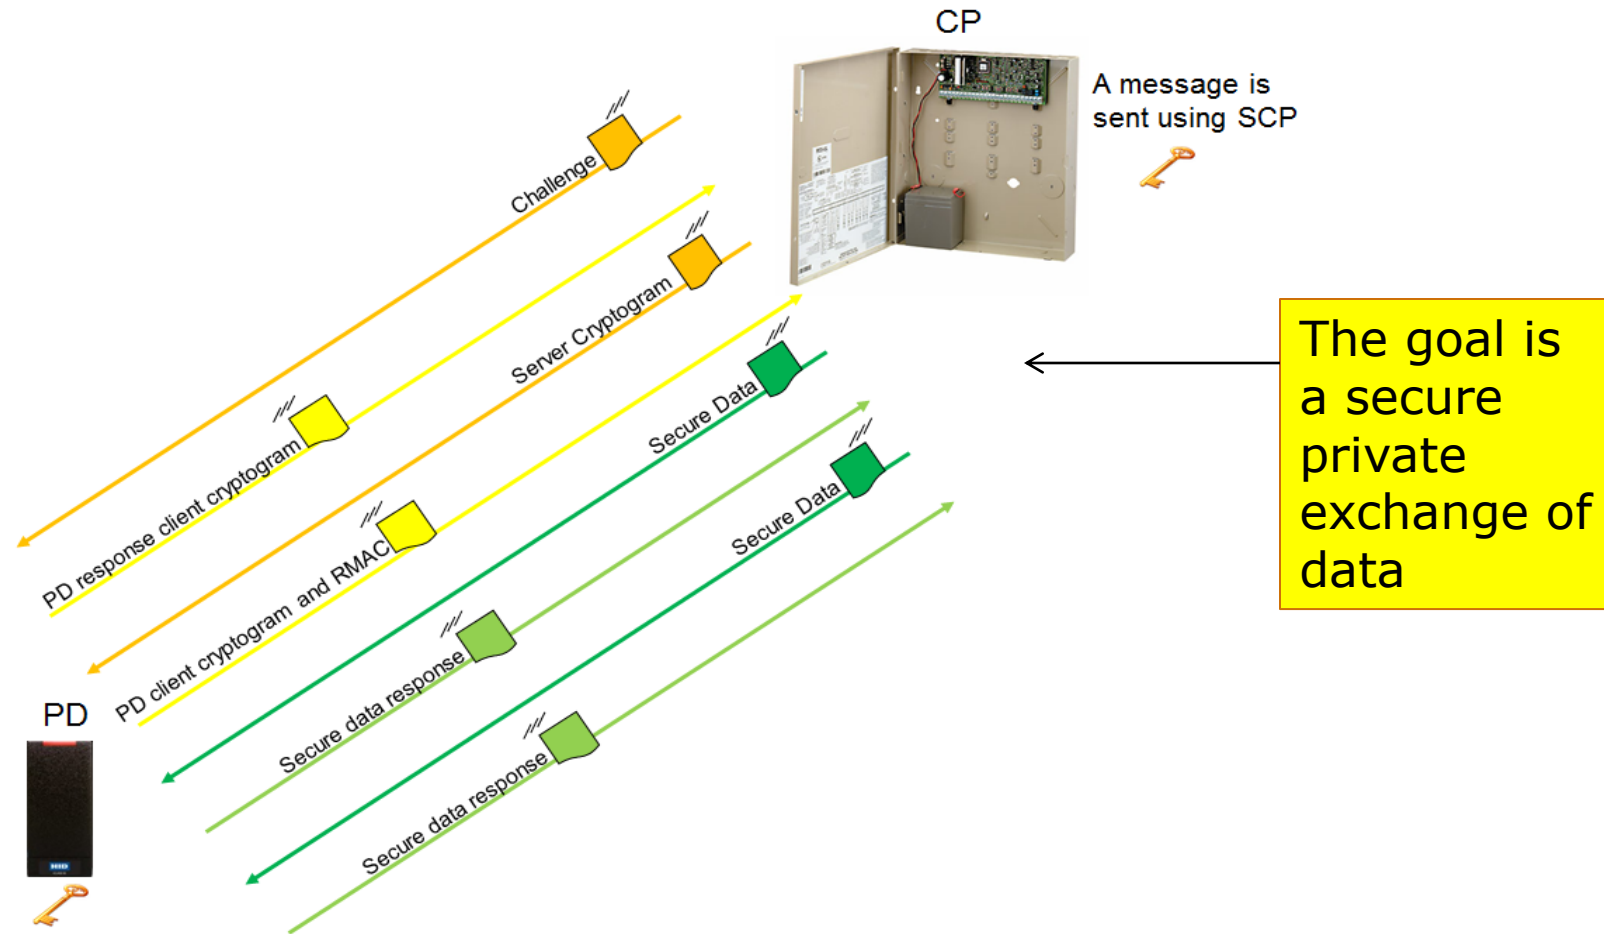 CP
A message is
sent using SCP
Challenge
PD response client cryptogram
Server Cryptogram
PD client cryptogram and RMAC
Secure Data
Secure data response
Secure Data
Secure data response
The goal is
a secure
private
exchange of
data
PD
HID